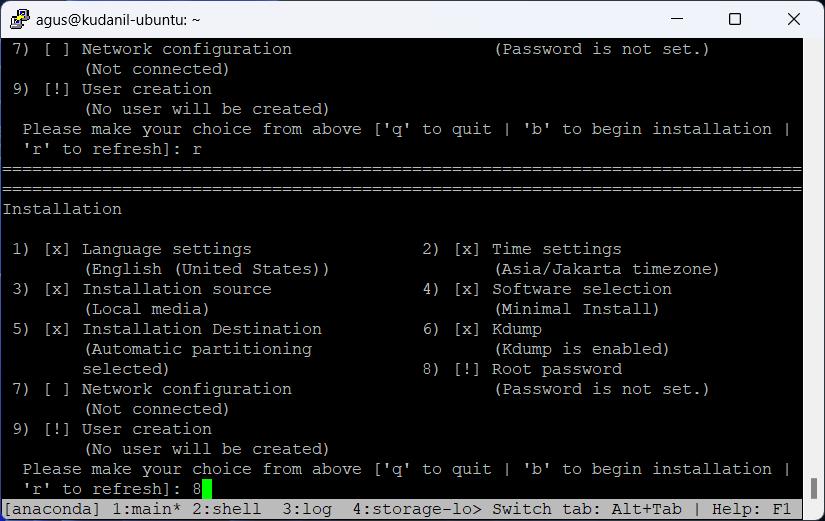 agus@kudanil-ubuntu: ~
 7) [ ] Network configuration                    (Password is not set.)
        (Not connected)
 9) [!] User creation
        (No user will be created)
  Please make your choice from above ['q' to quit | 'b' to begin installation |
  'r' to refresh]: r
================================================================================
================================================================================
Installation
 1) [x] Language settings                 2) [x] Time settings
        (English (United States))                (Asia/Jakarta timezone)
 3) [x] Installation source               4) [x] Software selection
        (Local media)                            (Minimal Install)
 5) [x] Installation Destination          6) [x] Kdump
        (Automatic partitioning                  (Kdump is enabled)
        selected)                         8) [!] Root password
 7) [ ] Network configuration                    (Password is not set.)
        (Not connected)
 9) [!] User creation
        (No user will be created)
  Please make your choice from above ['q' to quit | 'b' to begin installation |
  'r' to refresh]: 8
[anaconda] 1:main* 2:shell  3:log  4:storage-lo> Switch tab: Alt+Tab | Help: F1